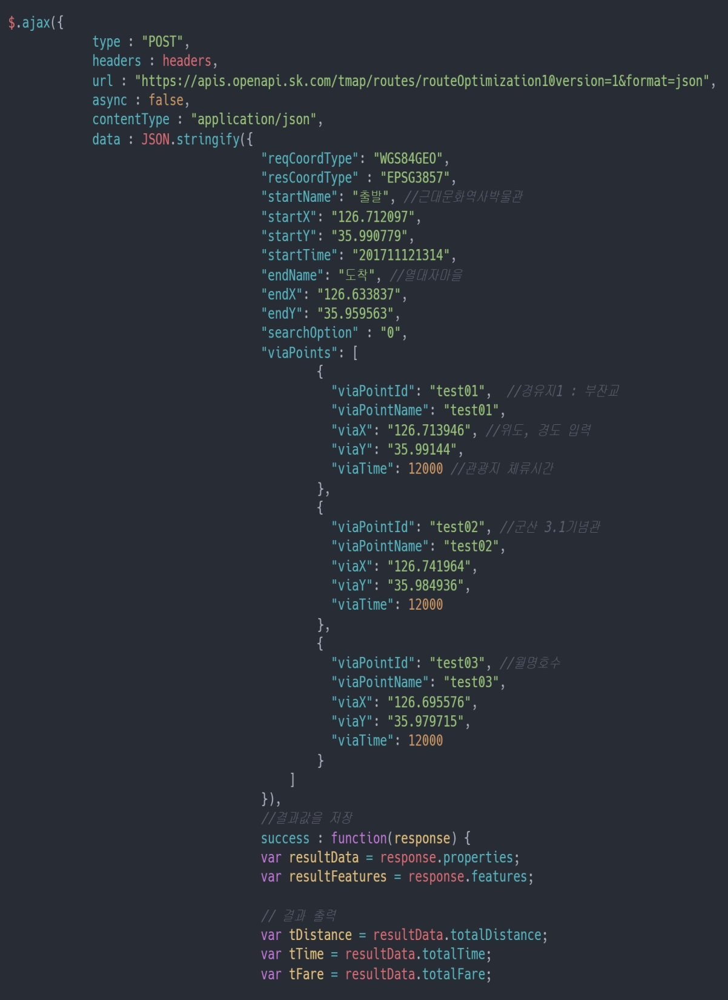 $.ajax({
type : "POST",
headers : headers,
url : "https://apis.openapi.sk.com/tmap/routes/routeOptimization10version=1&format=json",
async : false,
contentType : "application/json",
data : JSON.stringify({
"reqCoordType": "WGS84GEO",
"resCoordType" : "EPSG3857",
"startName": "출발", //근대문화역사박물관
"startX": "126.712097",
"startY": "35.990779",
"startTime": "201711121314",
"endName": "도착", //열대자마을
"endX": "126.633837",
"endY": "35.959563",
"searchOption" : "0",
"viaPoints": [
{
"viaPointId": "test01", //경유지1 : 부잔교
"viaPointName": "test01",
"viaX": "126.713946", //위도, 경도 입력
"viaY": "35.99144",
"viaTime": 12000 //관광지 체류시간
},
{
"viaPointId": "test02", //군산 3.1기념관
"viaPointName": "test02",
"viaX": "126.741964",
"viaY": "35.984936",
"viaTime": 12000
},
{
"viaPointId": "test03", //월명호수
"viaPointName": "test03",
"viaX": "126.695576",
"viaY": "35.979715",
"viaTime": 12000
}
]
}),
//결과값을 저장
success : function(response) {
var resultData = response.properties;
var resultFeatures = response.features;
// 결과 출력
var tDistance = resultData.totalDistance;
var tTime = resultData.totalTime;
var tFare = resultData.totalFare;